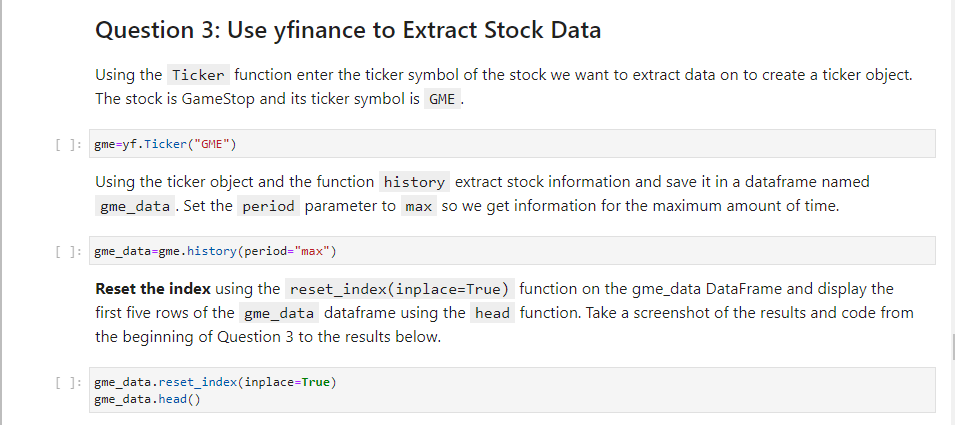 Question 3: Use yfinance to Extract Stock Data
Using the Ticker function enter the ticker symbol of the stock we want to extract data on to create a ticker object.
The stock is GameStop and its ticker symbol is GME .
[ ]: gme=yf.Ticker("GME")
Using the ticker object and the function history extract stock information and save it in a dataframe named
gme_data . Set the period parameter to max so we get information for the maximum amount of time.
[ ]: gme_data=gme.history(period="max")
Reset the index using the reset_index(inplace=True) function on the gme_data DataFrame and display the
first five rows of the gme_data dataframe using the head function. Take a screenshot of the results and code from
the beginning of Question 3 to the results below.
[ ]: gme_data.reset_index(inplace=True)
gme_data.head()